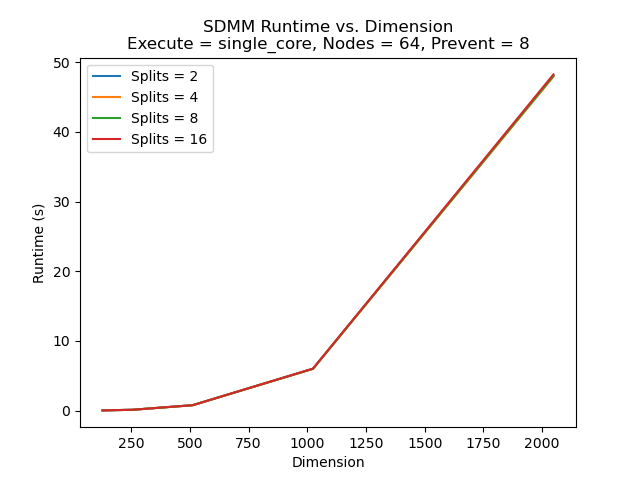 SDMM Runtime vs. Dimension
Execute = single_core, Nodes = 64, Prevent = 8
Splits = 2
Splits = 4
Splits = 8
Splits = 16
50
40
30
20
10
0
Runtime (s)
250 500 750 1000 1250 1500 1750 2000
Dimension